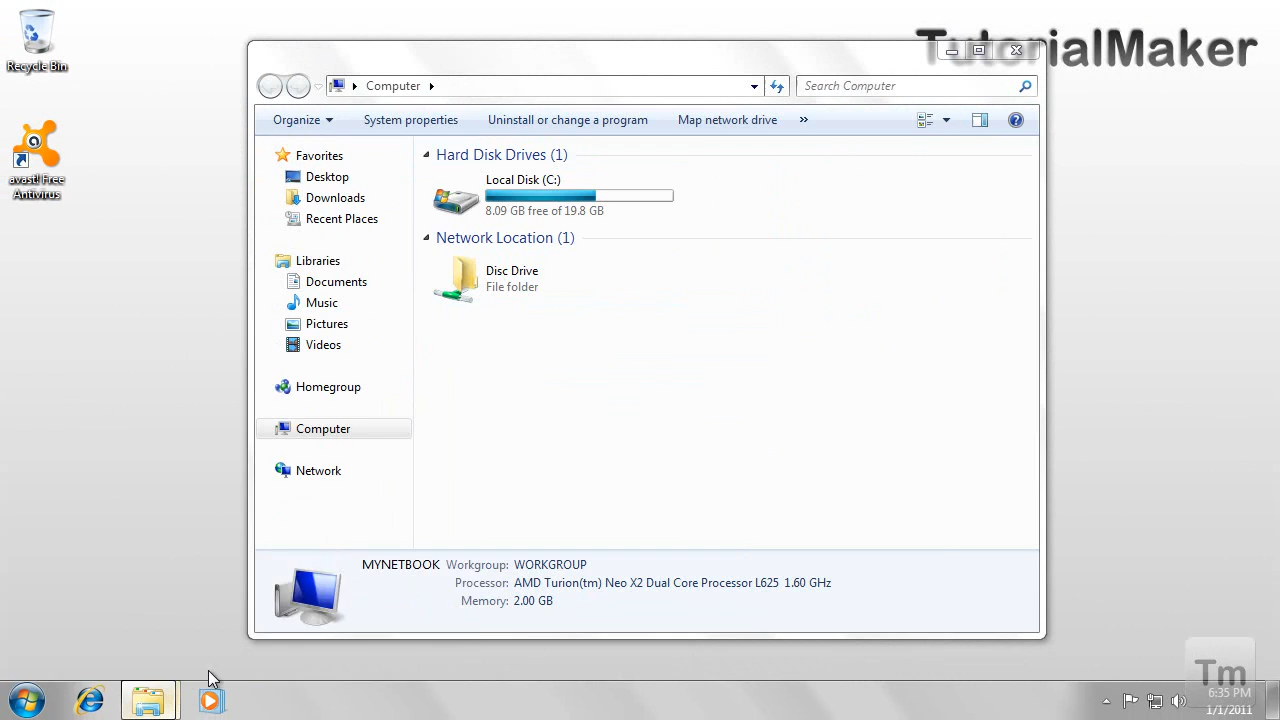 Recycle Bin
avast! Free
Antivirus
TutorialMaker
Computer
Search Computer
Organize
System properties
Uninstall or change a program
Map network drive
»
Favorites
Desktop
Downloads
Recent Places
Libraries
Documents
Music
Pictures
Videos
Homegroup
Computer
Network
Hard Disk Drives (1)
Local Disk (C:)
8.09 GB free of 19.8 GB
Network Location (1)
Disc Drive
File folder
MYNETBOOK Workgroup: WORKGROUP
Processor: AMD Turion(tm) Neo X2 Dual Core Processor L625 1.60 GHz
Memory: 2.00 GB
Tm
6:35 PM
1/1/2011